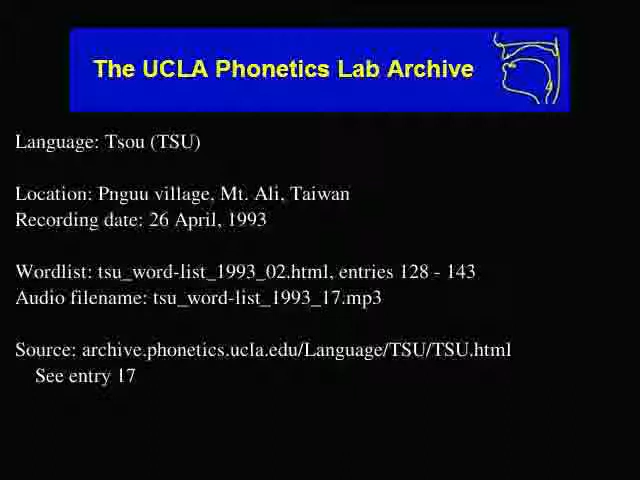 The UCLA Phonetics Lab Archive
Language: Tsou (TSU)
Location: Pnguu village, Mt. Ali, Taiwan
Recording date: 26 April, 1993
Wordlist: tsu_word-list_1993_02.html, entries 128 - 143
Audio filename: tsu_word-list_1993_17.mp3
Source: archive.phonetics.ucla.edu/Language/TSU/TSU.html
See entry 17